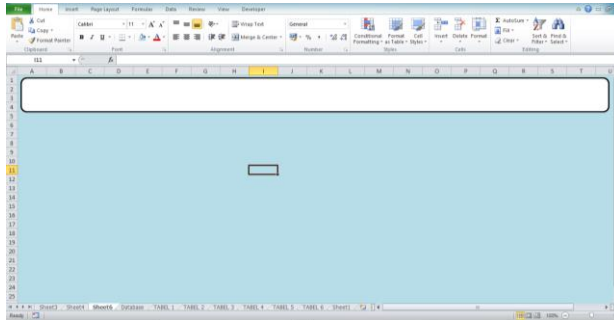 File Home Insert Page Layout Formulas Data Review View Developer
Cut
Copy
Format Painter
Paste
Clipboard
Calibri 11
B I U
Font
Wrap Text
Merge & Center
Alignment
General
Number
Conditional Formatting
Format as Table
Cell Styles
Styles
Insert Delete Format
Cells
AutoSum
Fill
Clear
Sort & Filter
Find & Select
Editing
I11 fx
A B C D E F G H I J K L M N O P Q R S T U
1
2
3
4
5
6
7
8
9
10
11
12
13
14
15
16
17
18
19
20
21
22
23
24
25
Sheet3 Sheet4 Sheet6 Database TABEL 1 TABEL 2 TABEL 3 TABEL 4 TABEL 5 TABEL 6 Sheet1
Ready 100%